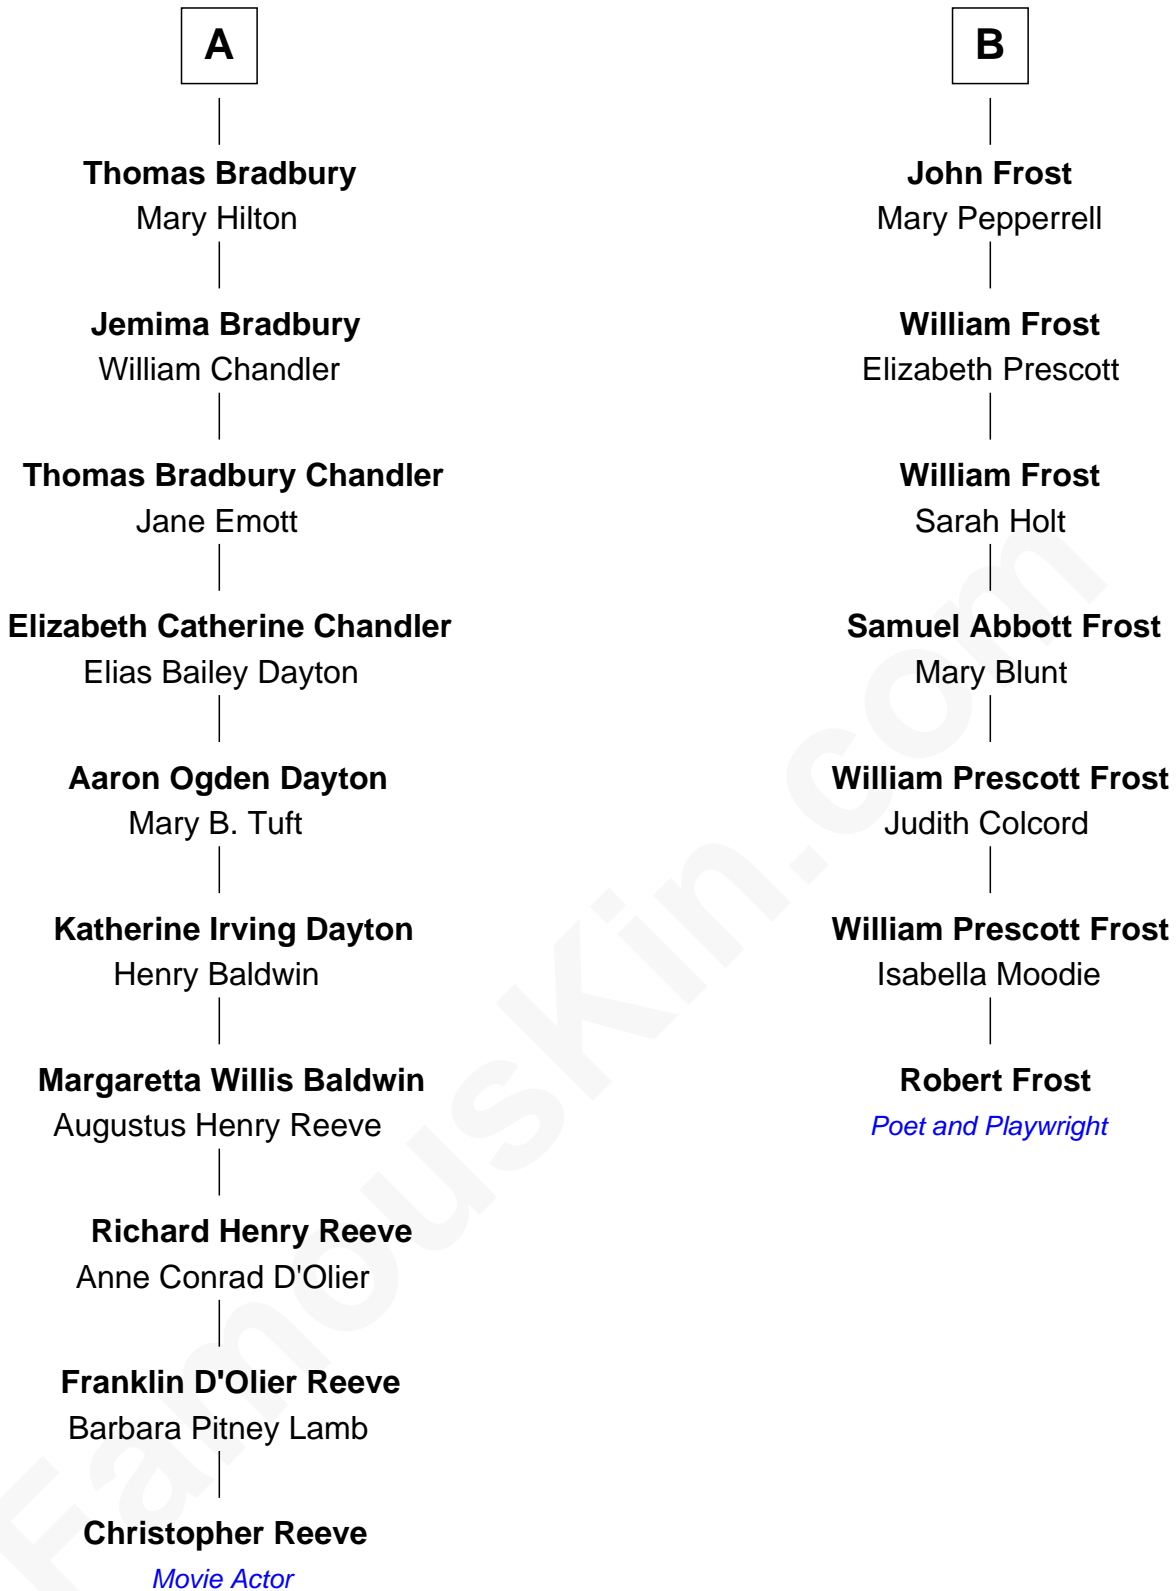 A
Thomas Bradbury
Mary Hilton
Jemima Bradbury
William Chandler
Thomas Bradbury Chandler
Jane Emott
Elizabeth Catherine Chandler
Elias Bailey Dayton
Aaron Ogden Dayton
Mary B. Tuft
Katherine Irving Dayton
Henry Baldwin
Margaretta Willis Baldwin
Augustus Henry Reeve
Richard Henry Reeve
Anne Conrad D'Olier
Franklin D'Olier Reeve
Barbara Pitney Lamb
Christopher Reeve
Movie Actor
B
John Frost
Mary Pepperrell
William Frost
Elizabeth Prescott
William Frost
Sarah Holt
Samuel Abbott Frost
Mary Blunt
William Prescott Frost
Judith Colcord
William Prescott Frost
Isabella Moodie
Robert Frost
Poet and Playwright
FamousKin.com